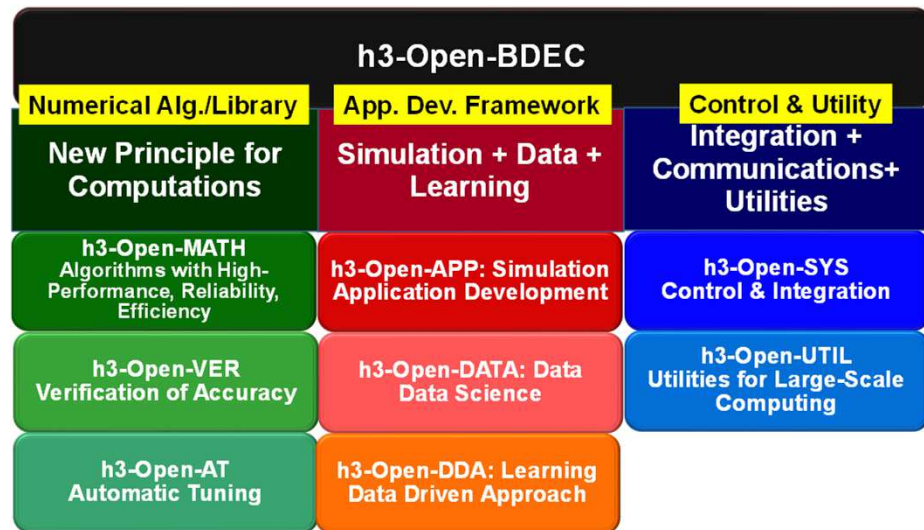 h3-Open-BDEC
Numerical Alg./Library
New Principle for
Computations
h3-Open-MATH
Algorithms with High-
Performance, Reliability,
Efficiency
h3-Open-VER
Verification of Accuracy
h3-Open-AT
Automatic Tuning
App. Dev. Framework
Simulation + Data +
Learning
h3-Open-APP: Simulation
Application Development
h3-Open-DATA: Data
Data Science
h3-Open-DDA: Learning
Data Driven Approach
Control & Utility
Integration +
Communications+
Utilities
h3-Open-SYS
Control & Integration
h3-Open-UTIL
Utilities for Large-Scale
Computing